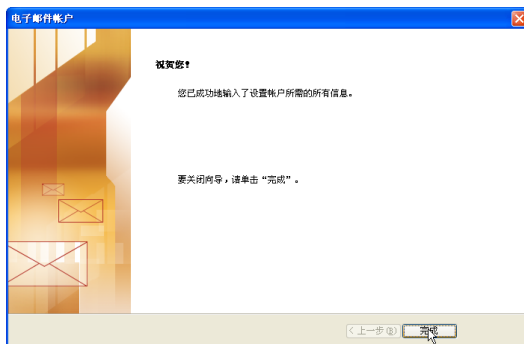 电子邮件帐户
祝贺您!
您已成功地输入了设置帐户所需的所有信息。
要关闭向导，请单击“完成”。
<上一步(B)
完成